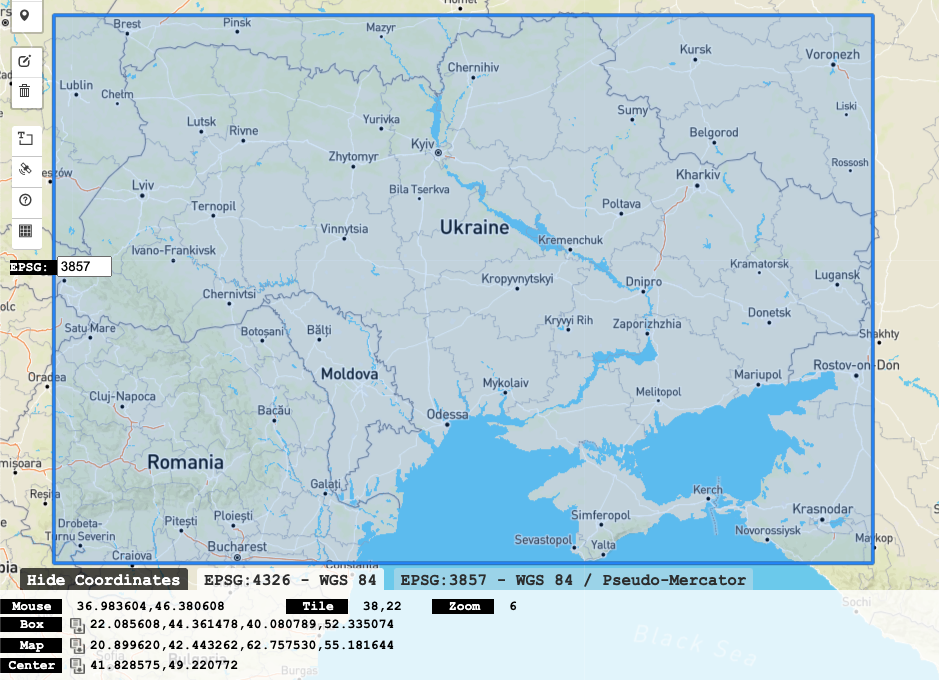 Homel
Brest
Pinsk
Mazyr
Kursk
Voronezh
Chernihiv
Lublin
Chełm
Liski
Sumy
Lutsk
Rivne
Yurivka
Belgorod
Kyiv
Zhytomyr
Rossosh
Kharkiv
Lviv
Bila Tserkva
Ternopil
Poltava
Vinnytsia
Ukraine
Kremenchuk
Ivano-Frankivsk
EPSG: 3857
Kramatorsk
Luhansk
Kropyvnytskyi
Dnipro
Chernivtsi
Donetsk
Satu Mare
Botoșani
Bălți
Kryvyi Rih
Zaporizhzhia
Shakhty
Rostov-on-Don
Moldova
Oradea
Mariupol
Mykolaiv
Melitopol
Cluj-Napoca
Bacău
Odessa
Romania
Galați
Kerch
Krasnodar
Simferopol
Ploiești
Pitești
Drobeta-
Turnu Severin
Novorossiysk
Maykop
Sevastopol
Yalta
Bucharest
Craiova
Constanta
Hide Coordinates EPSG:4326 - WGS 84 EPSG:3857 - WGS 84 / Pseudo-Mercator
Mouse 36.983604,46.380608 Tile 38,22 Zoom 6
Sochi
Box 22.085608,44.361478,40.080789,52.335074
Black Sea
Map 20.899620,42.443262,62.757530,55.181644
Bulgaria
Center 41.828575,49.220772
Burgas